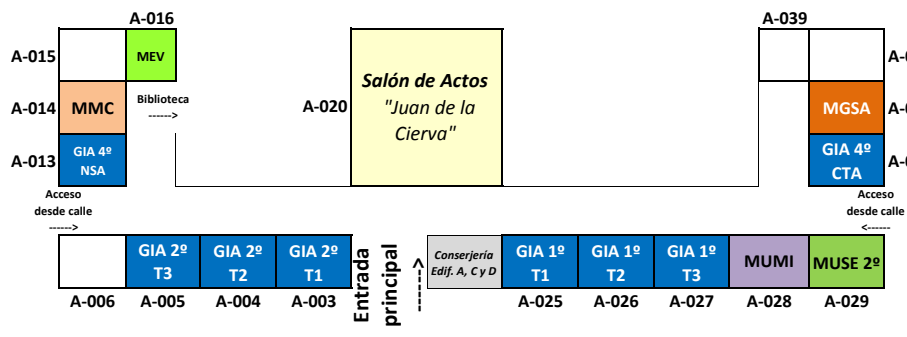 A-016
A-039
A-015
MEV
A-0
Salón de Actos
"Juan de la
Cierva"
A-020
A-014
MMC
Biblioteca
------>
MGSA
A-0
A-013
GIA 4º
NSA
GIA 4º
CTA
A-0
Acceso
desde calle
------>
Acceso
desde calle
<------
GIA 2º
T3
GIA 2º
T2
GIA 2º
T1
Entrada
principal
----->
Conserjería
Edif. A, C y D
GIA 1º
T1
GIA 1º
T2
GIA 1º
T3
MUMI
MUSE 2º
A-006
A-005
A-004
A-003
A-025
A-026
A-027
A-028
A-029